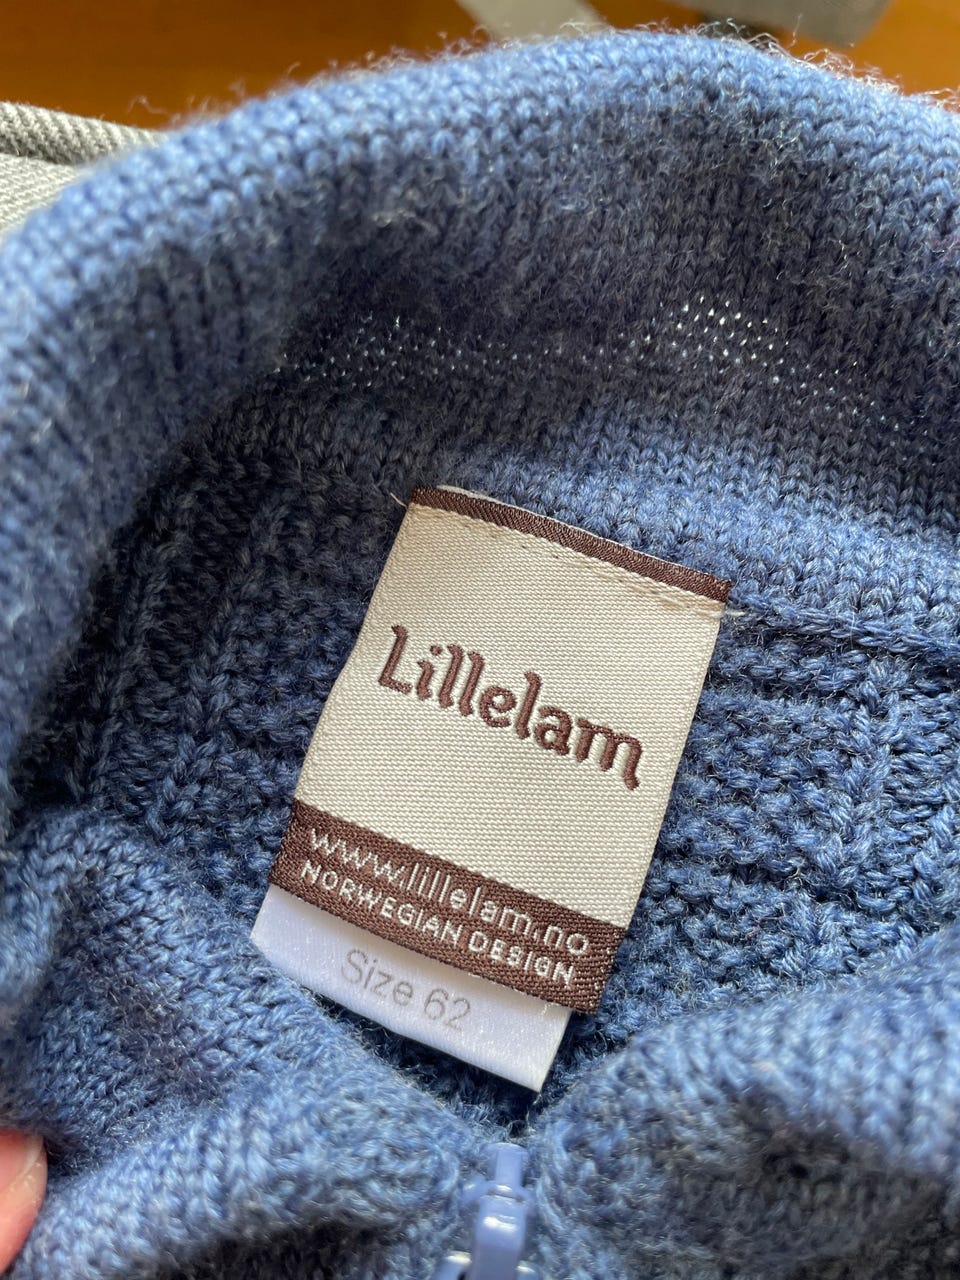 Lillelam
www.lillelam.no
NORWEGIAN DESIGN
Size 62